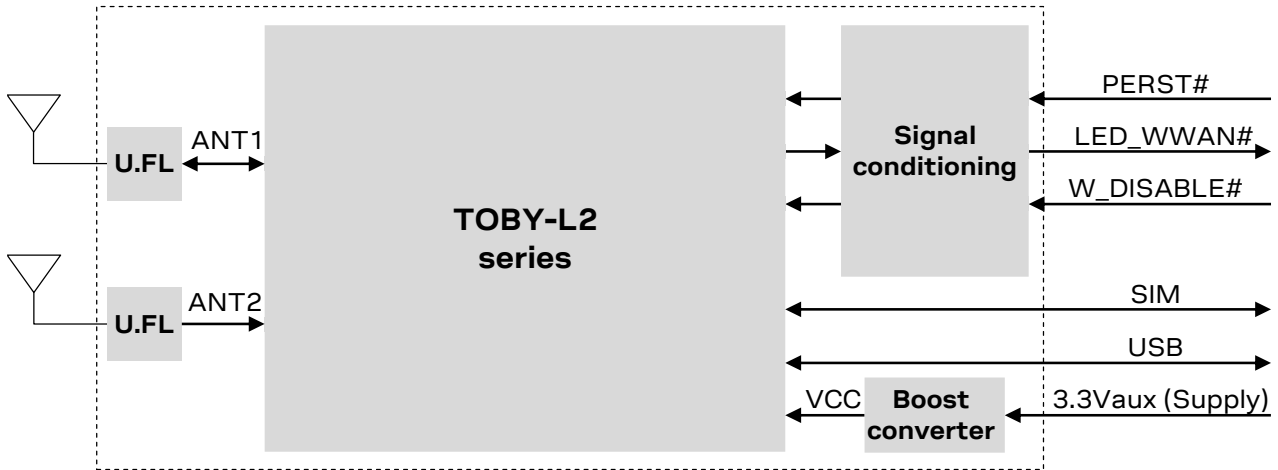 U.FL
ANT1
U.FL
ANT2
TOBY-L2
series
Signal
conditioning
PERST#
LED_WWAN#
W_DISABLE#
SIM
USB
VCC
Boost
converter
3.3Vaux (Supply)